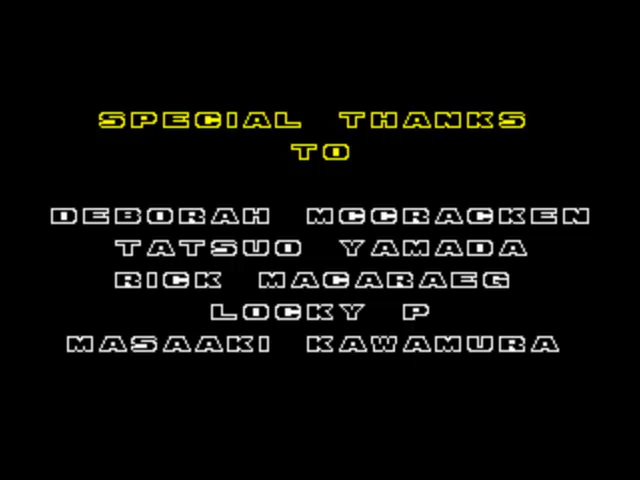 SPECIAL THANKS
TO
DEBORAH MCCRACKEN
TATSUO YAMADA
RICK MACARAEG
LOCKY P
MASAAKI KAWAMURA